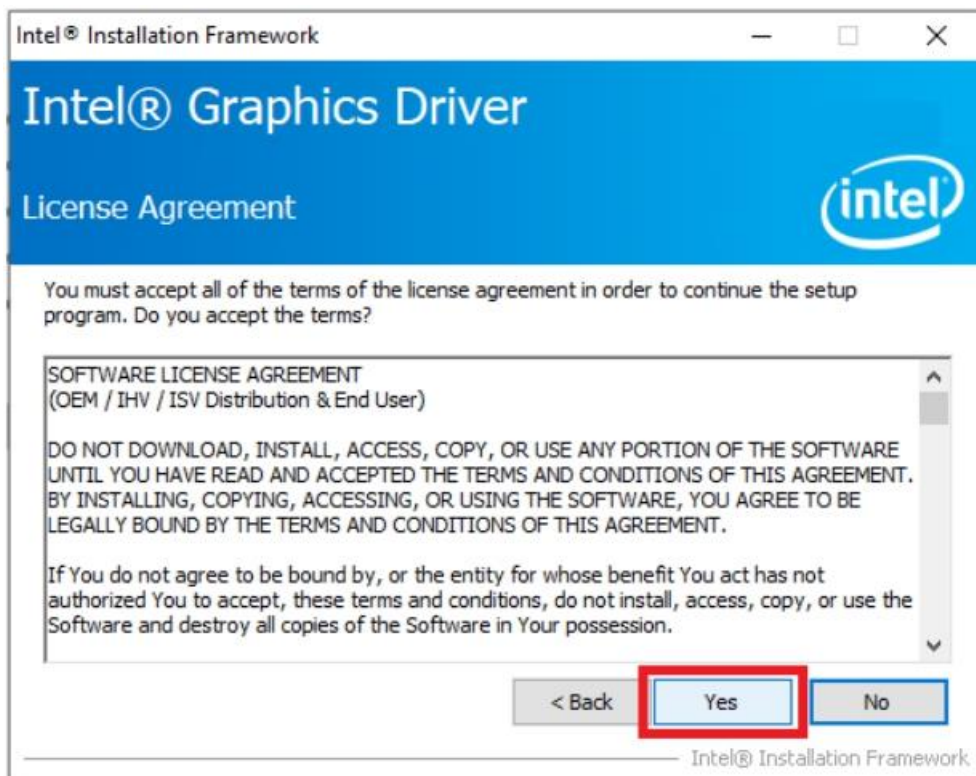 Intel® Installation Framework
Intel® Graphics Driver
License Agreement
intel
You must accept all of the terms of the license agreement in order to continue the setup
program. Do you accept the terms?
SOFTWARE LICENSE AGREEMENT
(OEM / IHV / ISV Distribution & End User)
DO NOT DOWNLOAD, INSTALL, ACCESS, COPY, OR USE ANY PORTION OF THE SOFTWARE
UNTIL YOU HAVE READ AND ACCEPTED THE TERMS AND CONDITIONS OF THIS AGREEMENT.
BY INSTALLING, COPYING, ACCESSING, OR USING THE SOFTWARE, YOU AGREE TO BE
LEGALLY BOUND BY THE TERMS AND CONDITIONS OF THIS AGREEMENT.
If You do not agree to be bound by, or the entity for whose benefit You act has not
authorized You to accept, these terms and conditions, do not install, access, copy, or use the
Software and destroy all copies of the Software in Your possession.
< Back Yes No
Intel® Installation Framework